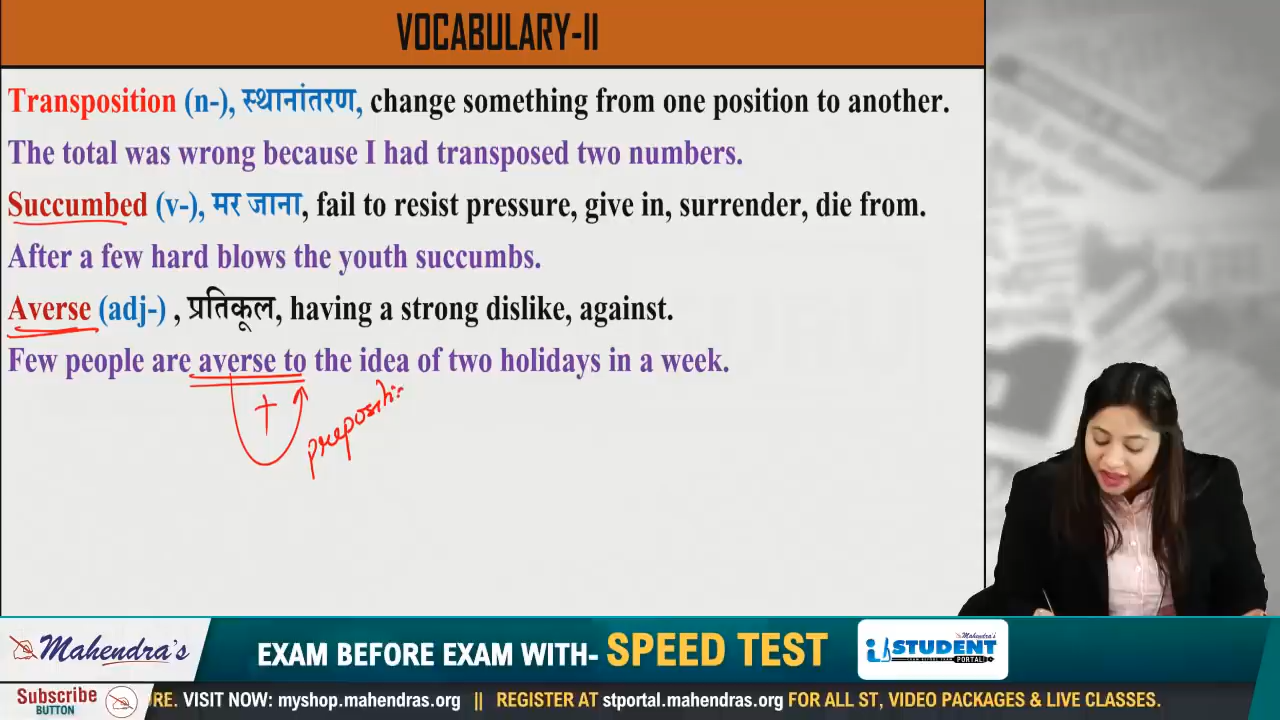 VOCABULARY-II
Transposition (n-), स्थानांतरण, change something from one position to another.
The total was wrong because I had transposed two numbers.
Succumbed (v-), मर जाना, fail to resist pressure, give in, surrender, die from.
After a few hard blows the youth succumbs.
Averse (adj-) , प्रतिकूल, having a strong dislike, against.
Few people are averse to the idea of two holidays in a week.
+
Mahendra's
EXAM BEFORE EXAM WITH- SPEED TEST
Mahendra's
STUDENT
PORTAL
Subscribe
BUTTON
RE. VISIT NOW: myshop.mahendras.org || REGISTER AT stportal.mahendras.org FOR ALL ST, VIDEO PACKAGES & LIVE CLASSES.